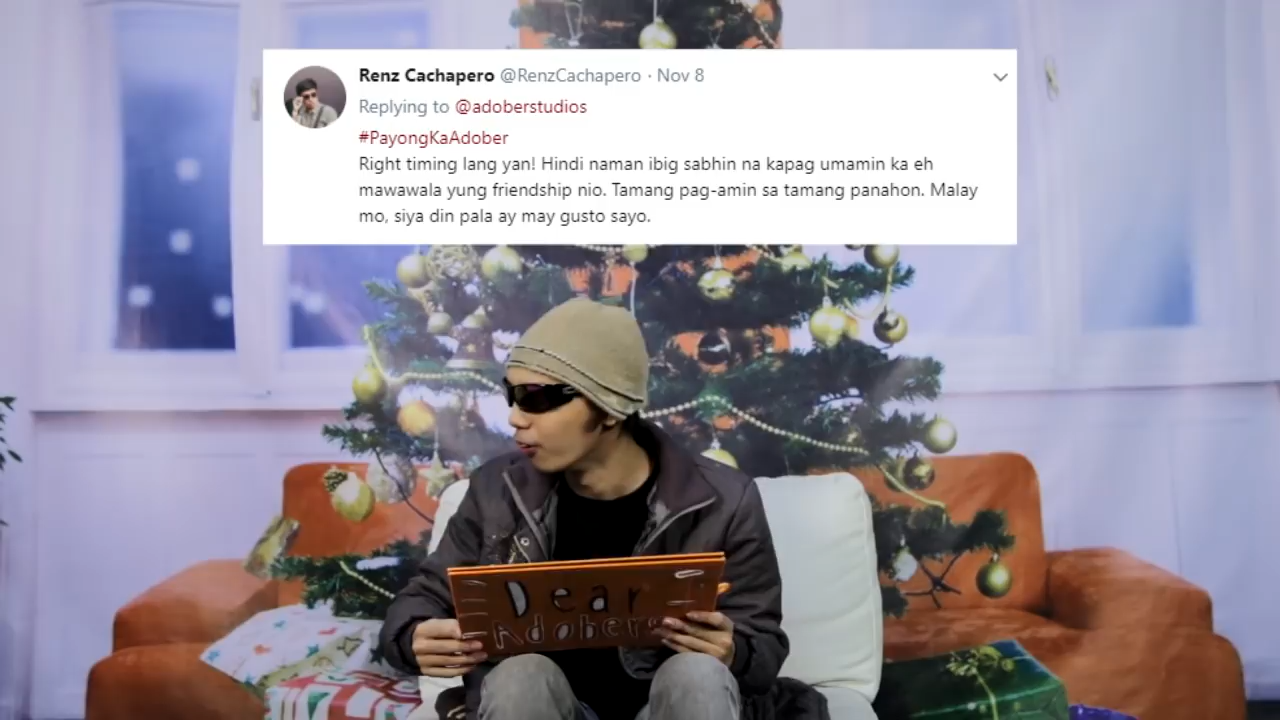 Renz Cachapero @RenzCachapero · Nov 8
Replying to @adoberstudios
#PayongKaAdober
Right timing lang yan! Hindi naman ibig sabhin na kapag umamin ka eh
mawawala yung friendship nio. Tamang pag-amin sa tamang panahon. Malay
mo, siya din pala ay may gusto sayo.
Dear
Adobers